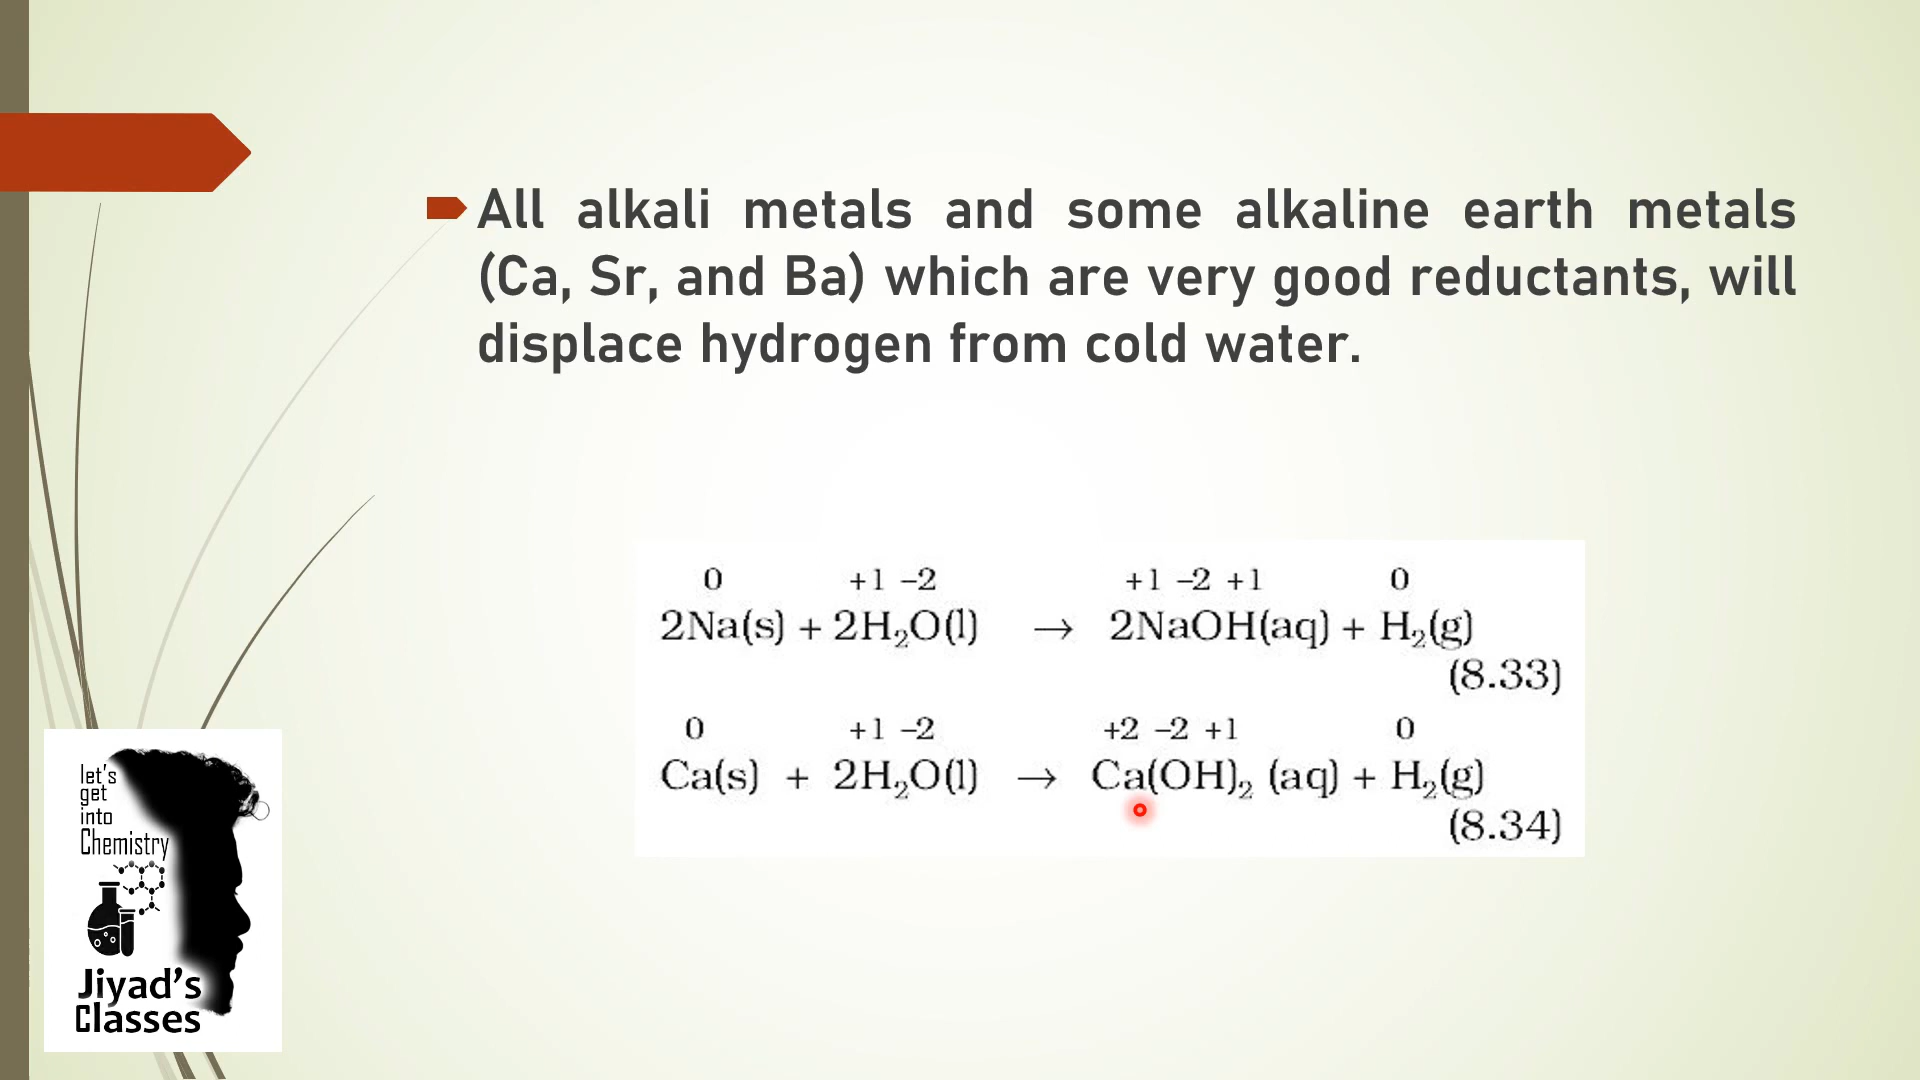 All alkali metals and some alkaline earth metals
(Ca, Sr, and Ba) which are very good reductants, will
displace hydrogen from cold water.
0 +1 –2 +1 –2 +1 0
2Na(s) + 2H₂O(l) → 2NaOH(aq) + H₂(g)
(8.33)
0 +1 –2 +2 –2 +1 0
Ca(s) + 2H₂O(l) → Ca(OH)₂ (aq) + H₂(g)
(8.34)
let's
get
into
Chemistry
Jiyad's
Classes